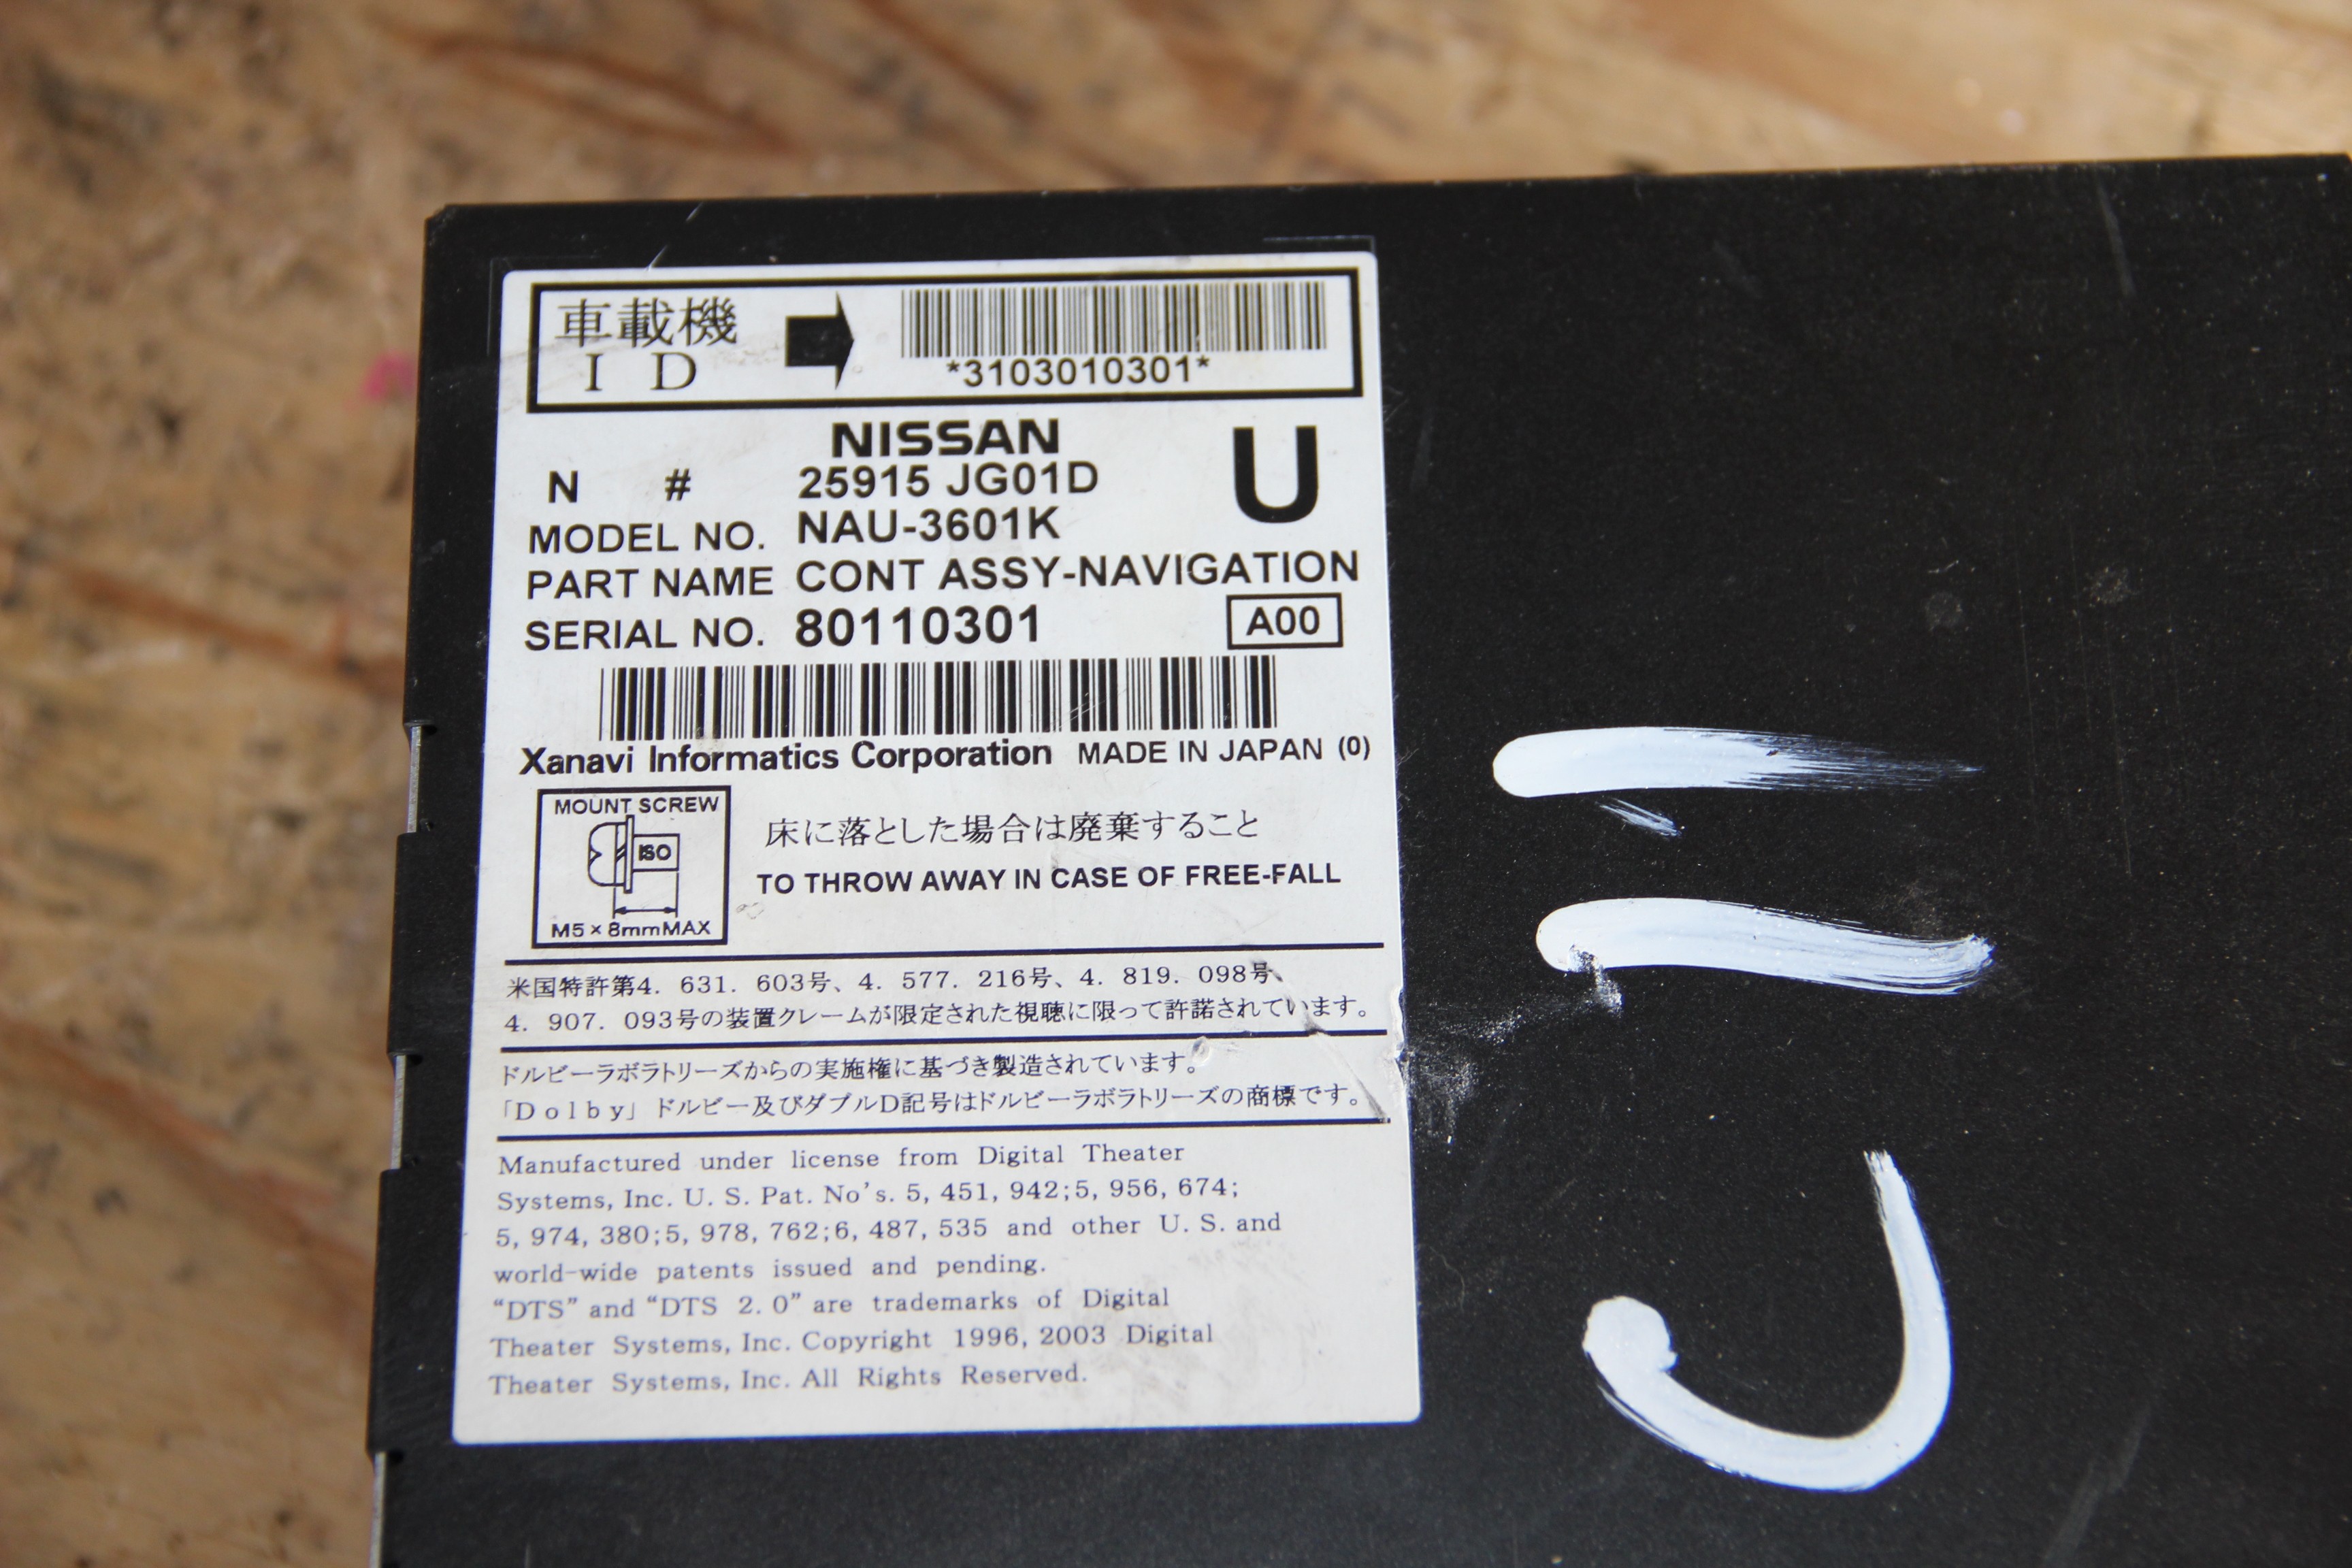 車載機
ID
*3103010301*
NISSAN
U
N # 25915 JG01D
MODEL NO. NAU-3601K
PART NAME CONT ASSY-NAVIGATION
SERIAL NO. 80110301 A00
Xanavi Informatics Corporation MADE IN JAPAN (0)
MOUNT SCREW
ISO
M5×8mmMAX
床に落とした場合は廃棄すること
TO THROW AWAY IN CASE OF FREE-FALL
米国特許第4. 631. 603号、4. 577. 216号、4. 819. 098号、
4. 907. 093号の装置クレームが限定された視聴に限って許諾されています。
ドルビーラボラトリーズからの実施権に基づき製造されています。
「Dolby」ドルビー及びダブルD記号はドルビーラボラトリーズの商標です。
Manufactured under license from Digital Theater
Systems, Inc. U. S. Pat. No's. 5, 451, 942;5, 956, 674;
5, 974, 380;5, 978, 762;6, 487, 535 and other U. S. and
world-wide patents issued and pending.
“DTS” and “DTS 2. 0” are trademarks of Digital
Theater Systems, Inc. Copyright 1996, 2003 Digital
Theater Systems, Inc. All Rights Reserved.